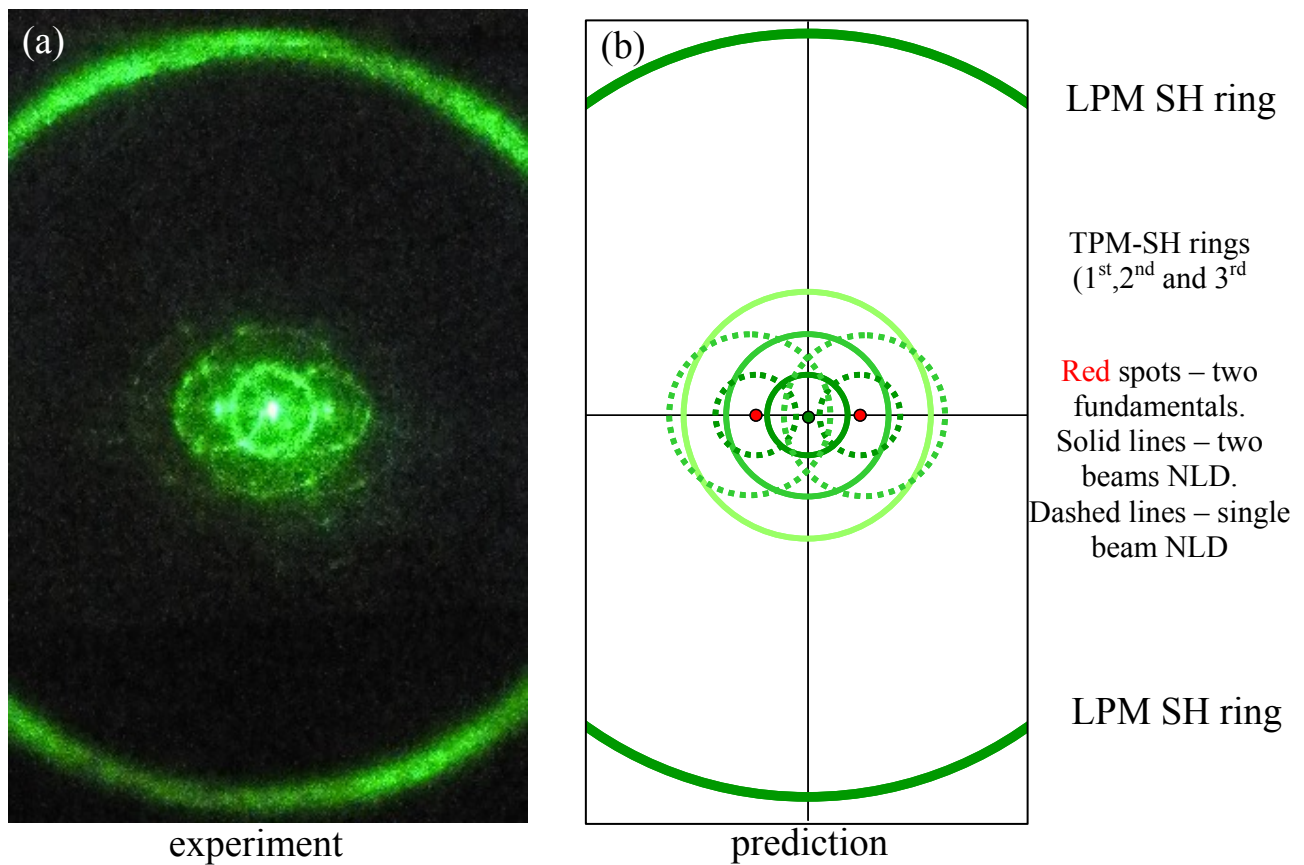 (a)
(b)
LPM SH ring
TPM-SH rings
(1st,2nd and 3rd
Red spots – two
fundamentals.
Solid lines – two
beams NLD.
Dashed lines – single
beam NLD
LPM SH ring
experiment
prediction